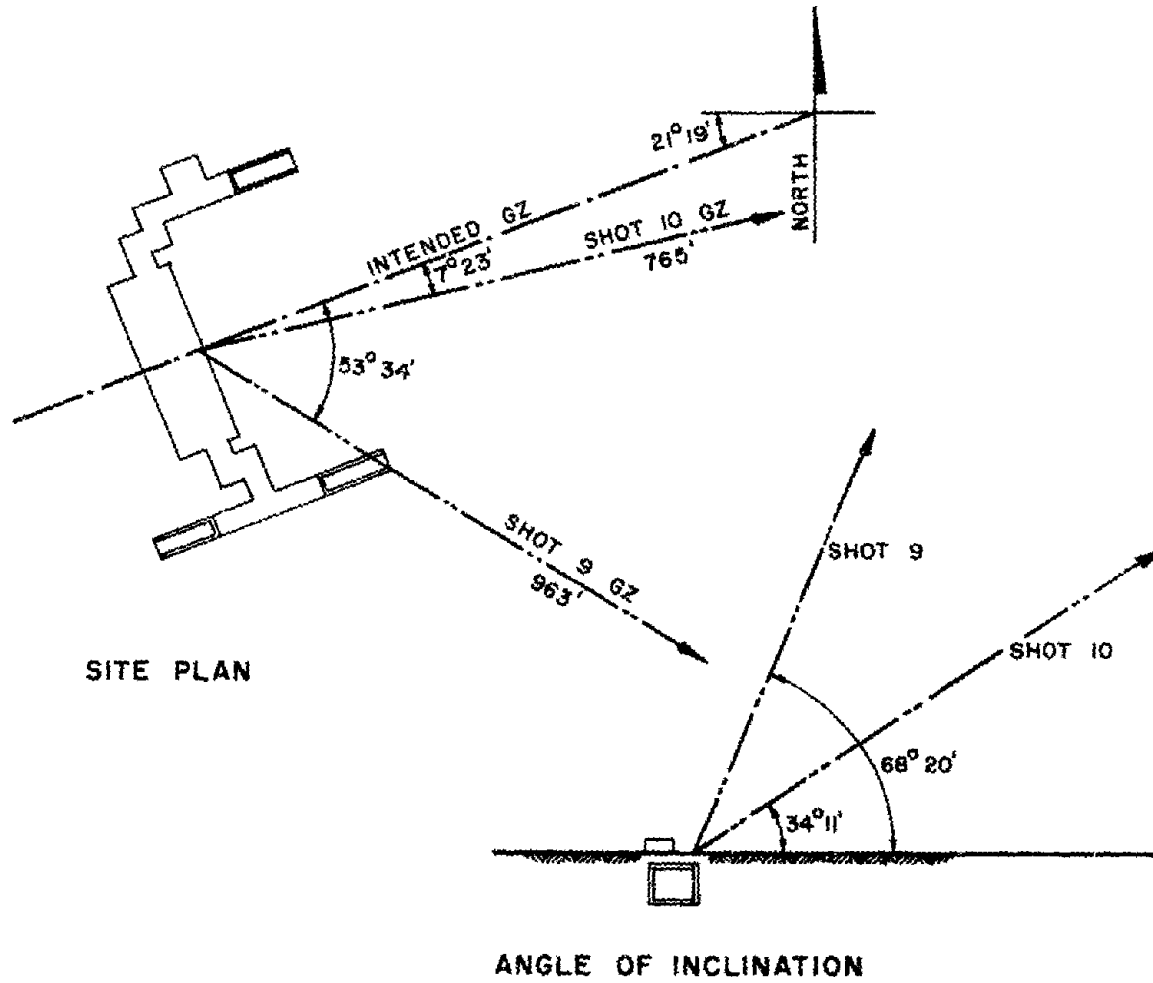 21° 19'
NORTH
INTENDED GZ
SHOT 10 GZ
765'
7° 23'
53° 34'
SHOT 9 GZ
963'
SITE PLAN
SHOT 9
SHOT 10
68° 20'
34° 11'
ANGLE OF INCLINATION